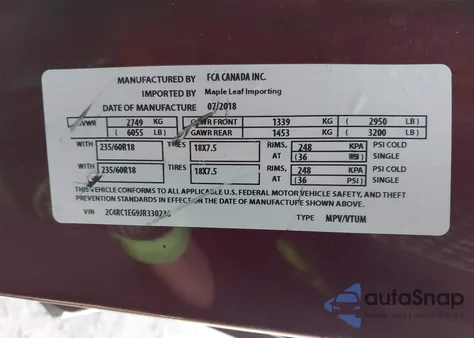 MANUFACTURED BY FCA CANADA INC.
IMPORTED BY Maple Leaf Importing
DATE OF MANUFACTURE 07/2018
GVWR 2749 KG GAWR FRONT 1339 KG ( 2950 LB )
( 6055 LB ) GAWR REAR 1453 KG ( 3200 LB )
WITH 235/60R18 TIRES 18X7.5 RIMS, 248 KPA PSI COLD
AT (36 PSI ) SINGLE
WITH 235/60R18 TIRES 18X7.5 RIMS, 248 KPA PSI COLD
AT (36 PSI ) SINGLE
THIS VEHICLE CONFORMS TO ALL APPLICABLE U.S. FEDERAL MOTOR VEHICLE SAFETY, AND THEFT
PREVENTION STANDARDS IN EFFECT ON THE DATE OF MANUFACTURE SHOWN ABOVE.
VIN TYPE MPV/VTUM
autoSnap